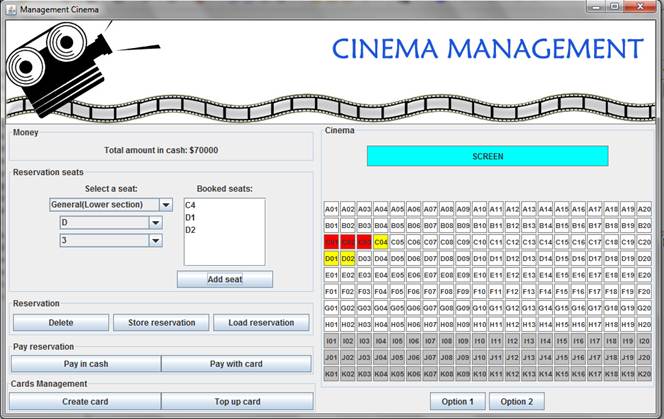 Management Cinema
CINEMA MANAGEMENT
Money
Total amount in cash: $70000
Reservation seats
Select a seat:
General(Lower section)
D
3
Booked seats:
C4
D1
D2
Add seat
Reservation
Delete Store reservation Load reservation
Pay reservation
Pay in cash Pay with card
Cards Management
Create card Top up card
Cinema
SCREEN
A01 A02 A03 A04 A05 A06 A07 A08 A09 A10 A11 A12 A13 A14 A15 A16 A17 A18 A19 A20
B01 B02 B03 B04 B05 B06 B07 B08 B09 B10 B11 B12 B13 B14 B15 B16 B17 B18 B19 B20
C01 C02 C03 C04 C05 C06 C07 C08 C09 C10 C11 C12 C13 C14 C15 C16 C17 C18 C19 C20
D01 D02 D03 D04 D05 D06 D07 D08 D09 D10 D11 D12 D13 D14 D15 D16 D17 D18 D19 D20
E01 E02 E03 E04 E05 E06 E07 E08 E09 E10 E11 E12 E13 E14 E15 E16 E17 E18 E19 E20
F01 F02 F03 F04 F05 F06 F07 F08 F09 F10 F11 F12 F13 F14 F15 F16 F17 F18 F19 F20
G01 G02 G03 G04 G05 G06 G07 G08 G09 G10 G11 G12 G13 G14 G15 G16 G17 G18 G19 G20
H01 H02 H03 H04 H05 H06 H07 H08 H09 H10 H11 H12 H13 H14 H15 H16 H17 H18 H19 H20
I01 I02 I03 I04 I05 I06 I07 I08 I09 I10 I11 I12 I13 I14 I15 I16 I17 I18 I19 I20
J01 J02 J03 J04 J05 J06 J07 J08 J09 J10 J11 J12 J13 J14 J15 J16 J17 J18 J19 J20
K01 K02 K03 K04 K05 K06 K07 K08 K09 K10 K11 K12 K13 K14 K15 K16 K17 K18 K19 K20
Option 1 Option 2